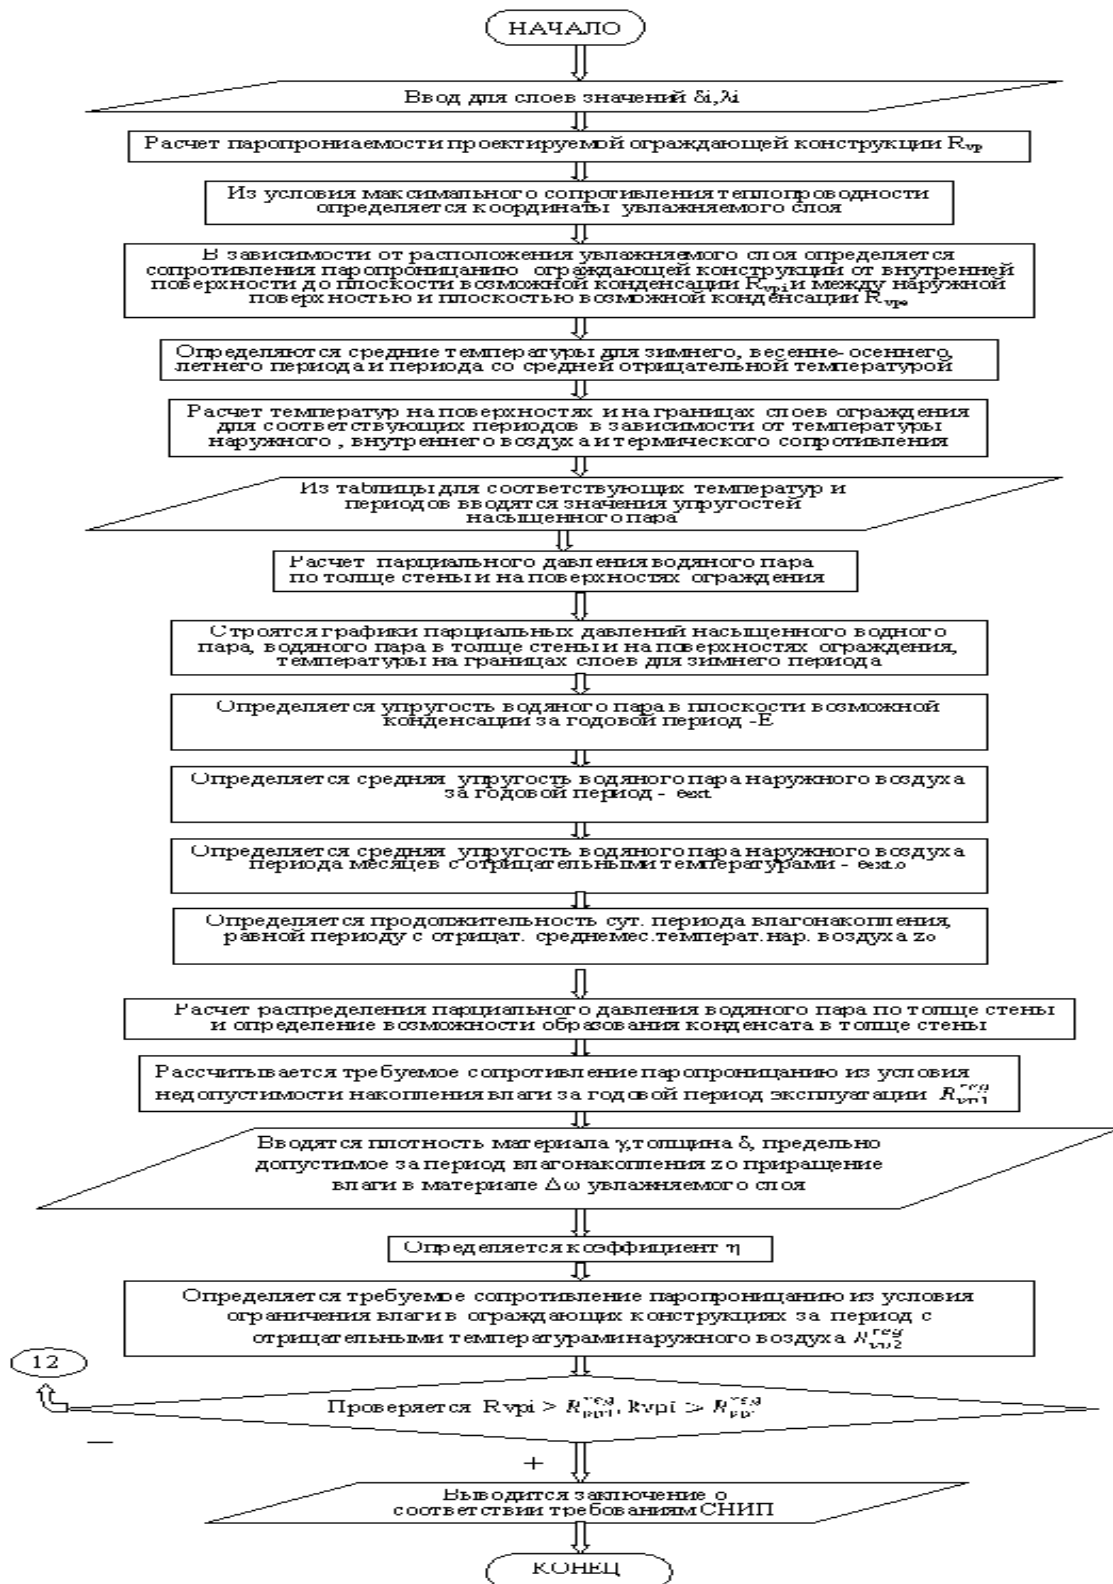 НАЧАЛО
Ввод для слоев значений δi,λi
Расчет паропрониаемости проектируемой ограждающей конструкции Rvp
Из условия максимального сопротивления теплопроводности
определяется координаты увлажняемого слоя
В зависимости от расположения увлажняемого слоя определяется
сопротивления паропроницанию ограждающей конструкции от внутренней
поверхности до плоскости возможной конденсации Rvpi и между наружной
поверхностью и плоскостью возможной конденсации Rvpe
Определяются средние температуры для зимнего, весенне- осеннего,
летнего периода и периода со средней отрицательной температурой
Расчет температур на поверхностях и на границах слоев ограждения
для соответствующих периодов в зависимости от температуры
наружного , внутреннего воздуха и термического сопротивления
Из таблицы для соответствующих температур и
периодов вводятся значения упругостей
насыщенного пара
Расчет парциального давления водяного пара
по толще стены и на поверхностях ограждения
Строятся графики парциальных давлений насыщенного водного
пара, водяного пара в толще стены и на поверхностях ограждения,
температуры на границах слоев для зимнего периода
Определяется упругость водяного пара в плоскости возможной
конденсации за годовой период -E
Определяется средняя упругость водяного пара наружного воздуха
за годовой период - eext
Определяется средняя упругость водяного пара наружного воздуха
периода месяцев с отрицательными температурами - eext.o
Определяется продолжительность сут. периода влагонакопления,
равной периоду с отрицат. среднемес.температ.нар. воздуха zo
Расчет распределения парциального давления водяного пара по толще стены
и определение возможности образования конденсата в толще стены
Рассчитывается требуемое сопротивление паропроницанию из условия
недопустимости накопления влаги за годовой период эксплуатации R^req_vp1
Вводятся плотность материала γ,толщина δ, предельно
допустимое за период влагонакопления zo приращение
влаги в материале Δω увлажняемого слоя
Определяется коэффициент η
Определяется требуемое сопротивление паропроницанию из условия
ограничения влаги в ограждающих конструкциях за период с
отрицательными температурами наружного воздуха R^req_vp2
12
Проверяется Rvpi > R^req_vp1, Rvpi >
—
+
Выводится заключение о
соответствии требованиям СНИП
КОНЕЦ